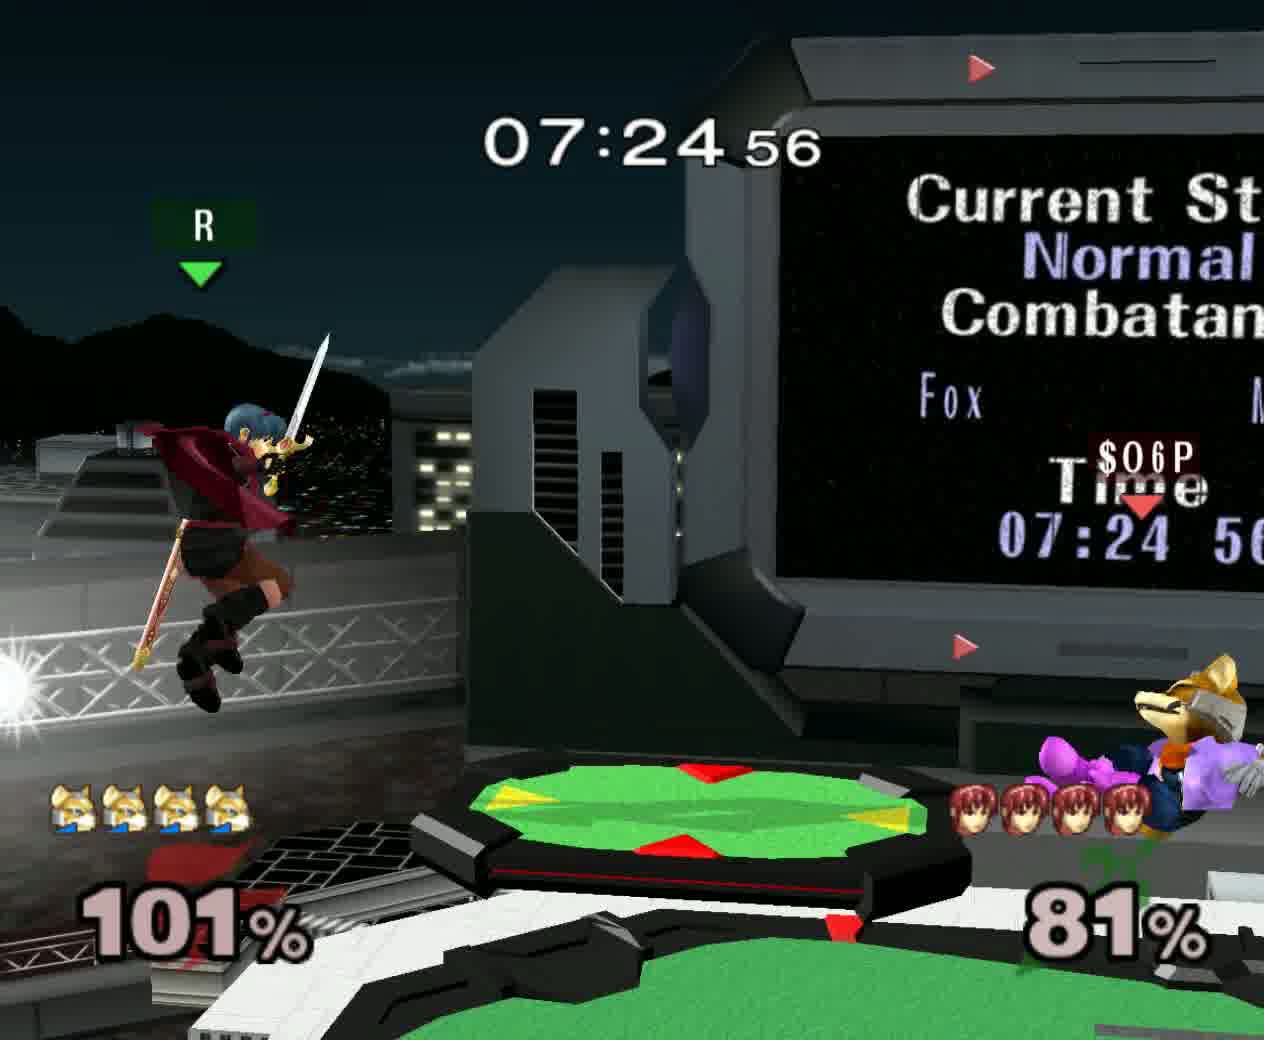 07:24 56
Current St
Normal
R
Combatan
Fox M
$06P
Time
07:24 56
101%
81%